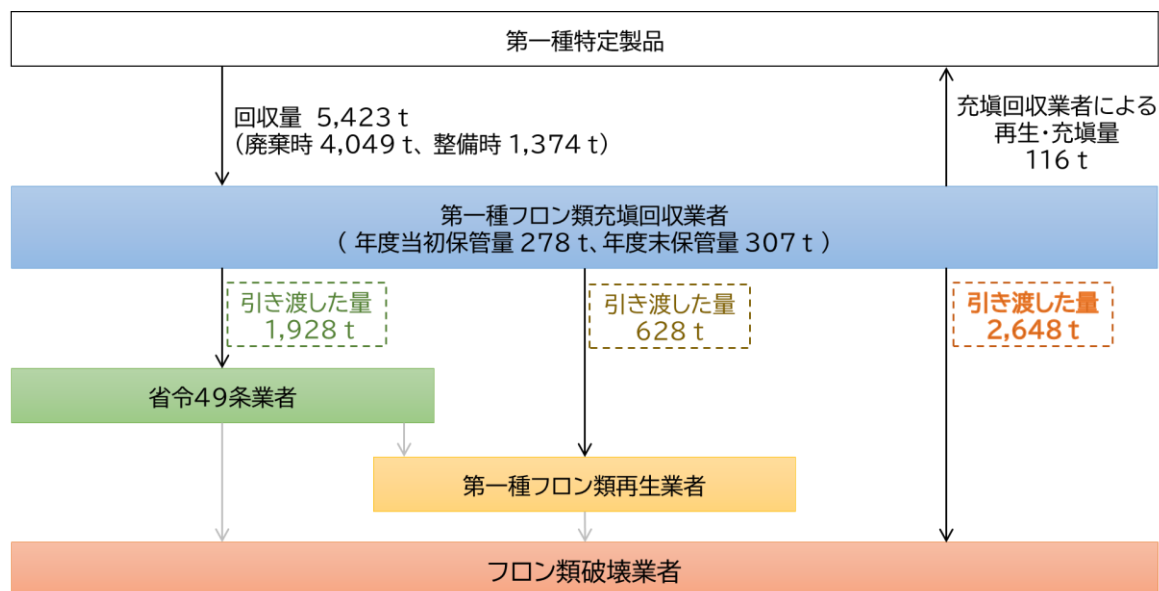 第一種特定製品
回収量 5,423 t
（廃棄時 4,049 t、整備時 1,374 t）
充塡回収業者による
再生・充塡量
116 t
第一種フロン類充塡回収業者
（ 年度当初保管量 278 t、年度末保管量 307 t ）
引き渡した量
1,928 t
引き渡した量
628 t
引き渡した量
2,648 t
省令49条業者
第一種フロン類再生業者
フロン類破壊業者